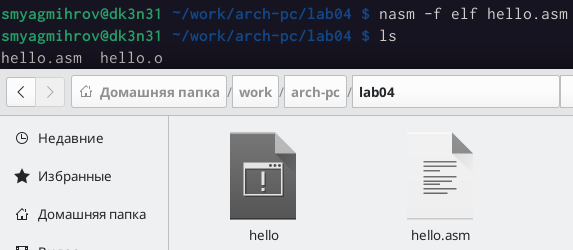 smyagmihrov@dk3n31 ~/work/arch-pc/lab04 $ nasm -f elf hello.asm
smyagmihrov@dk3n31 ~/work/arch-pc/lab04 $ ls
hello.asm  hello.o
Домашняя папка / work / arch-pc / lab04
Недавние
Избранные
Домашняя папка
hello
hello.asm